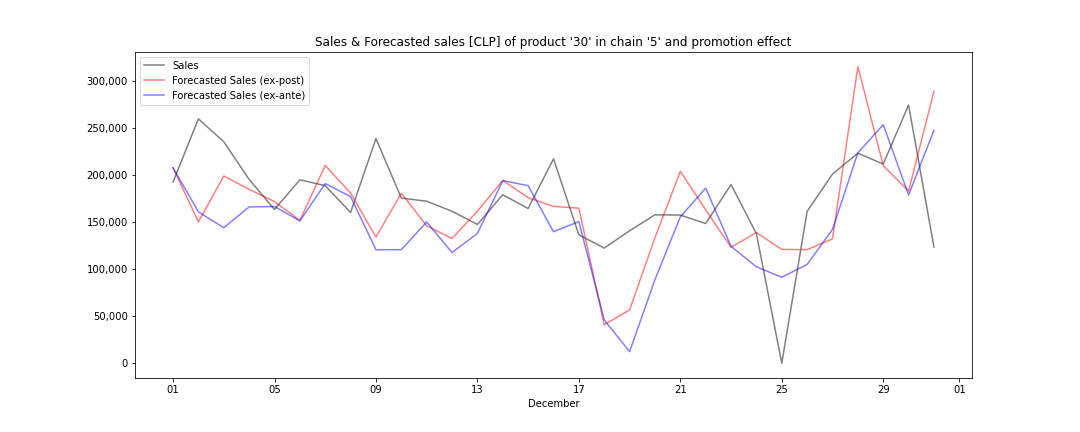 Sales & Forecasted sales [CLP] of product '30' in chain '5' and promotion effect
Sales
Forecasted Sales (ex-post)
Forecasted Sales (ex-ante)
300,000
250,000
200,000
150,000
100,000
50,000
0
01 05 09 13 17 21 25 29 01
December